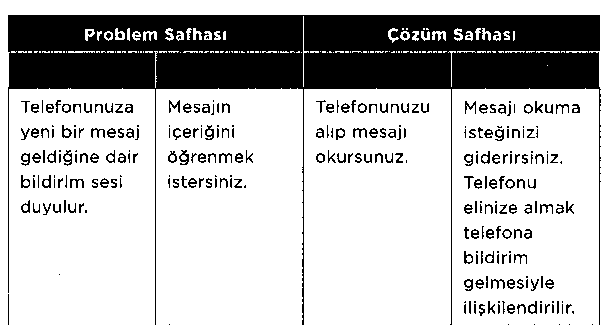 Problem Safhası
Çözüm Safhası
Telefonunuza
yeni bir mesaj
geldiğine dair
bildirim sesi
duyulur.
Mesajın
içeriğini
öğrenmek
istersiniz.
Telefonunuzu
alıp mesajı
okursunuz.
Mesajı okuma
isteğinizi
giderirsiniz.
Telefonu
elinize almak
telefona
bildirim
gelmesiyle
ilişkilendirilir.